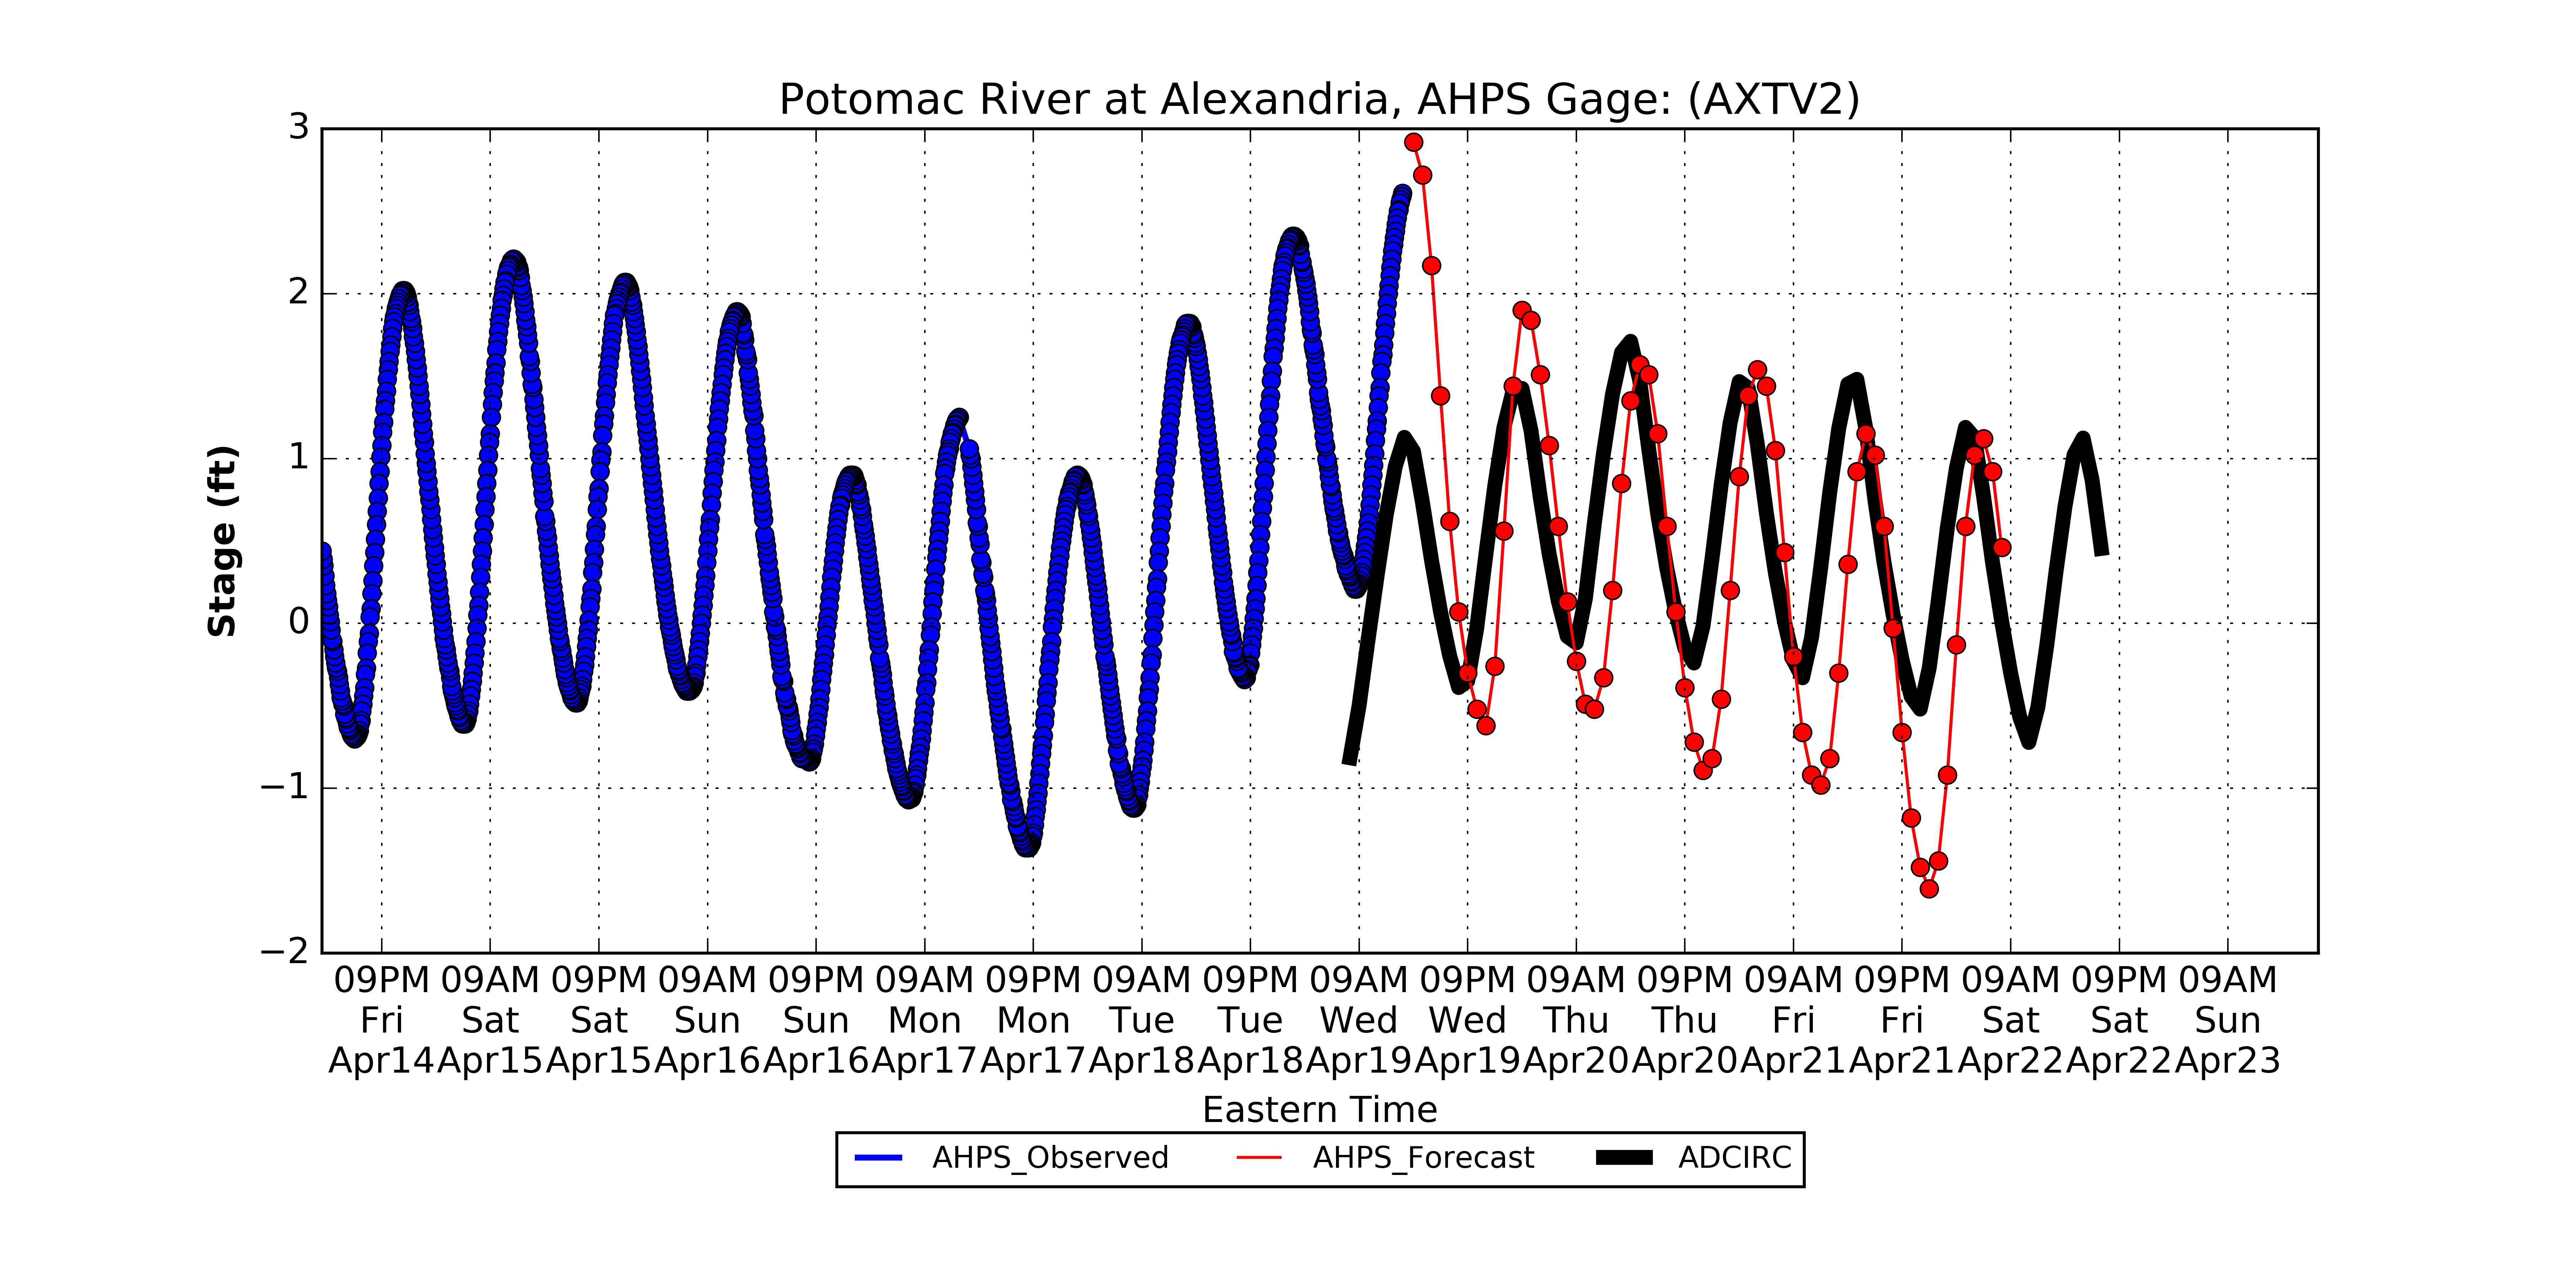 Potomac River at Alexandria, AHPS Gage: (AXTV2)
3
2
1
0
−1
−2
Stage (ft)
09PM 09AM 09PM 09AM 09PM 09AM 09PM 09AM 09PM 09AM 09PM 09AM 09PM 09AM 09PM 09AM 09PM 09AM
Fri Sat Sat Sun Sun Mon Mon Tue Tue Wed Wed Thu Thu Fri Fri Sat Sat Sun
Apr14 Apr15 Apr15 Apr16 Apr16 Apr17 Apr17 Apr18 Apr18 Apr19 Apr19 Apr20 Apr20 Apr21 Apr21 Apr22 Apr22 Apr23
Eastern Time
AHPS_Observed AHPS_Forecast ADCIRC